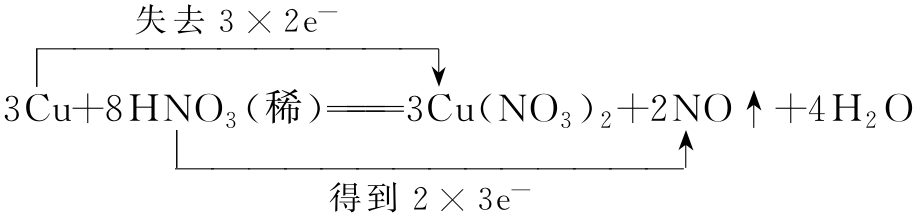 失去 3 × 2e⁻
3Cu+8HNO₃(稀)═══3Cu(NO₃)₂+2NO↑+4H₂O
得到 2 × 3e⁻